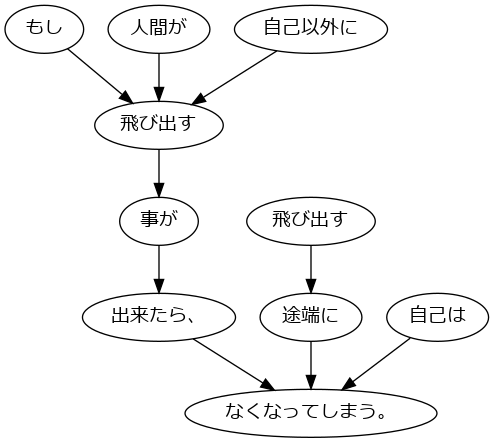 もし 人間が 自己以外に
飛び出す
事が 飛び出す
出来たら、 途端に 自己は
なくなってしまう。